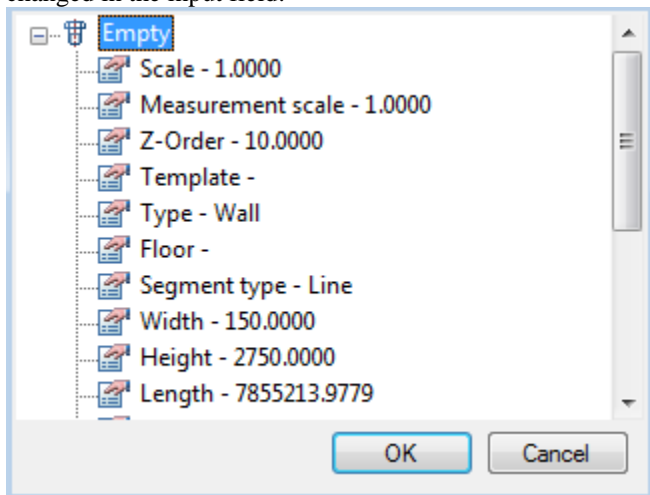 changed in the input field.
Empty
Scale - 1.0000
Measurement scale - 1.0000
Z-Order - 10.0000
Template -
Type - Wall
Floor -
Segment type - Line
Width - 150.0000
Height - 2750.0000
Length - 7855213.9779
OK Cancel